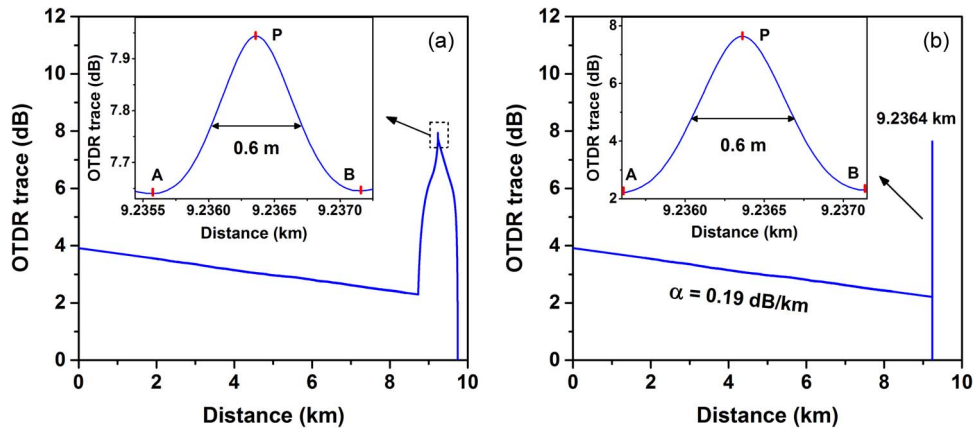 12
10
8
6
4
2
0
OTDR trace (dB)
0 2 4 6 8 10
Distance (km)
(a)
7.9
7.8
7.7
OTDR trace (dB)
9.2355 9.2360 9.2365 9.2370
Distance (km)
A
P
B
0.6 m
12
10
8
6
4
2
0
OTDR trace (dB)
0 2 4 6 8 10
Distance (km)
(b)
8
6
4
2
OTDR trace (dB)
9.2360 9.2365 9.2370
Distance (km)
A
P
B
0.6 m
9.2364 km
α = 0.19 dB/km